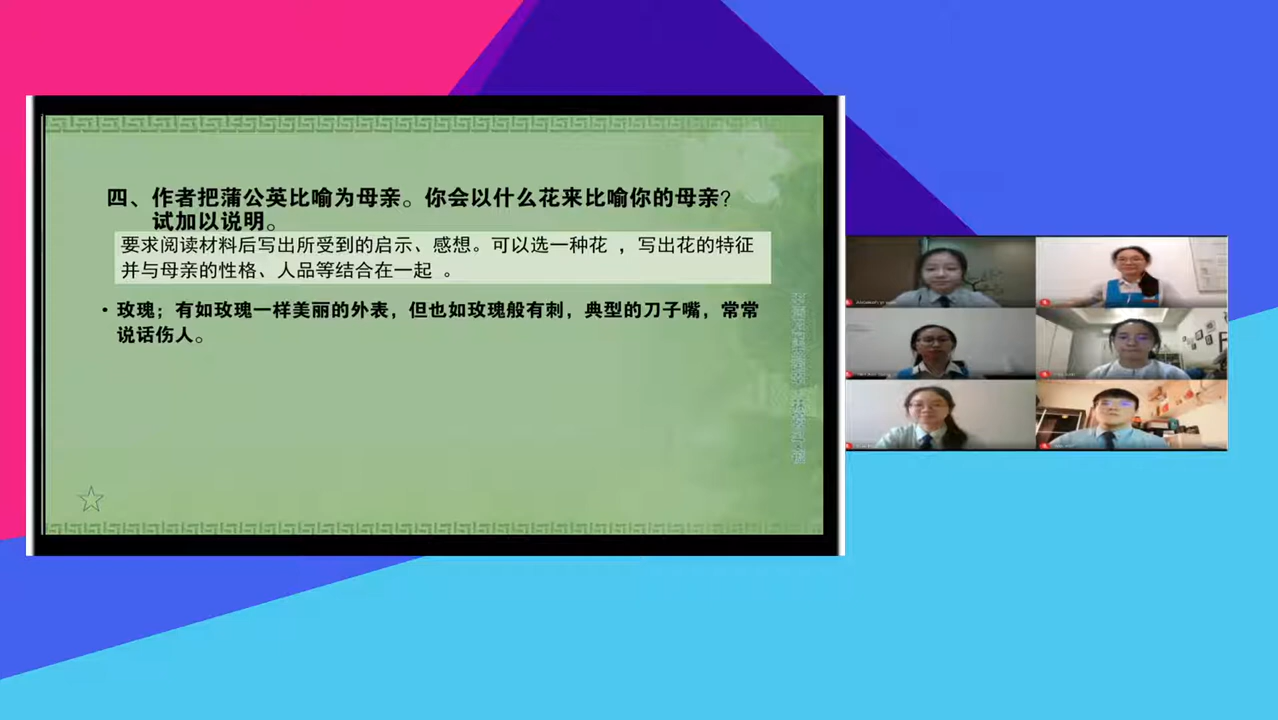 四、作者把蒲公英比喻为母亲。你会以什么花来比喻你的母亲?
试加以说明。
要求阅读材料后写出所受到的启示、感想。可以选一种花 ，写出花的特征
并与母亲的性格、人品等结合在一起 。
• 玫瑰；有如玫瑰一样美丽的外表，但也如玫瑰般有刺，典型的刀子嘴，常常
说话伤人。